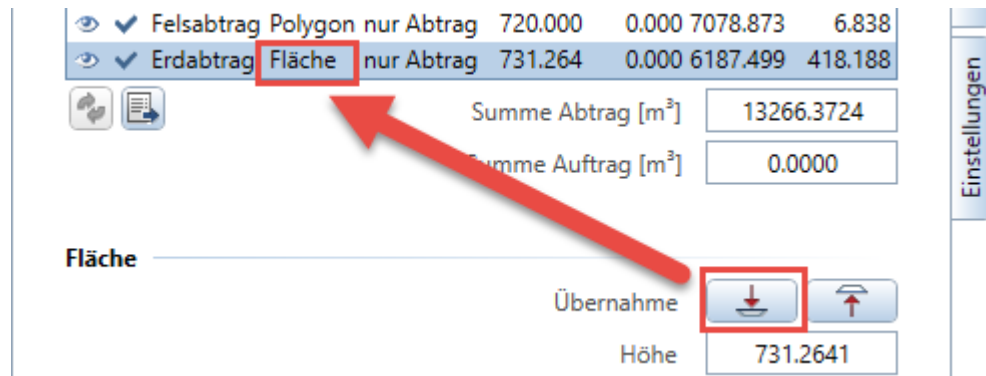 Felsabtrag Polygon nur Abtrag 720.000 0.000 7078.873 6.838
Erdabtrag Fläche nur Abtrag 731.264 0.000 6187.499 418.188
Summe Abtrag [m³] 13266.3724
Summe Auftrag [m³] 0.0000
Fläche
Übernahme
Höhe 731.2641
Einstellungen